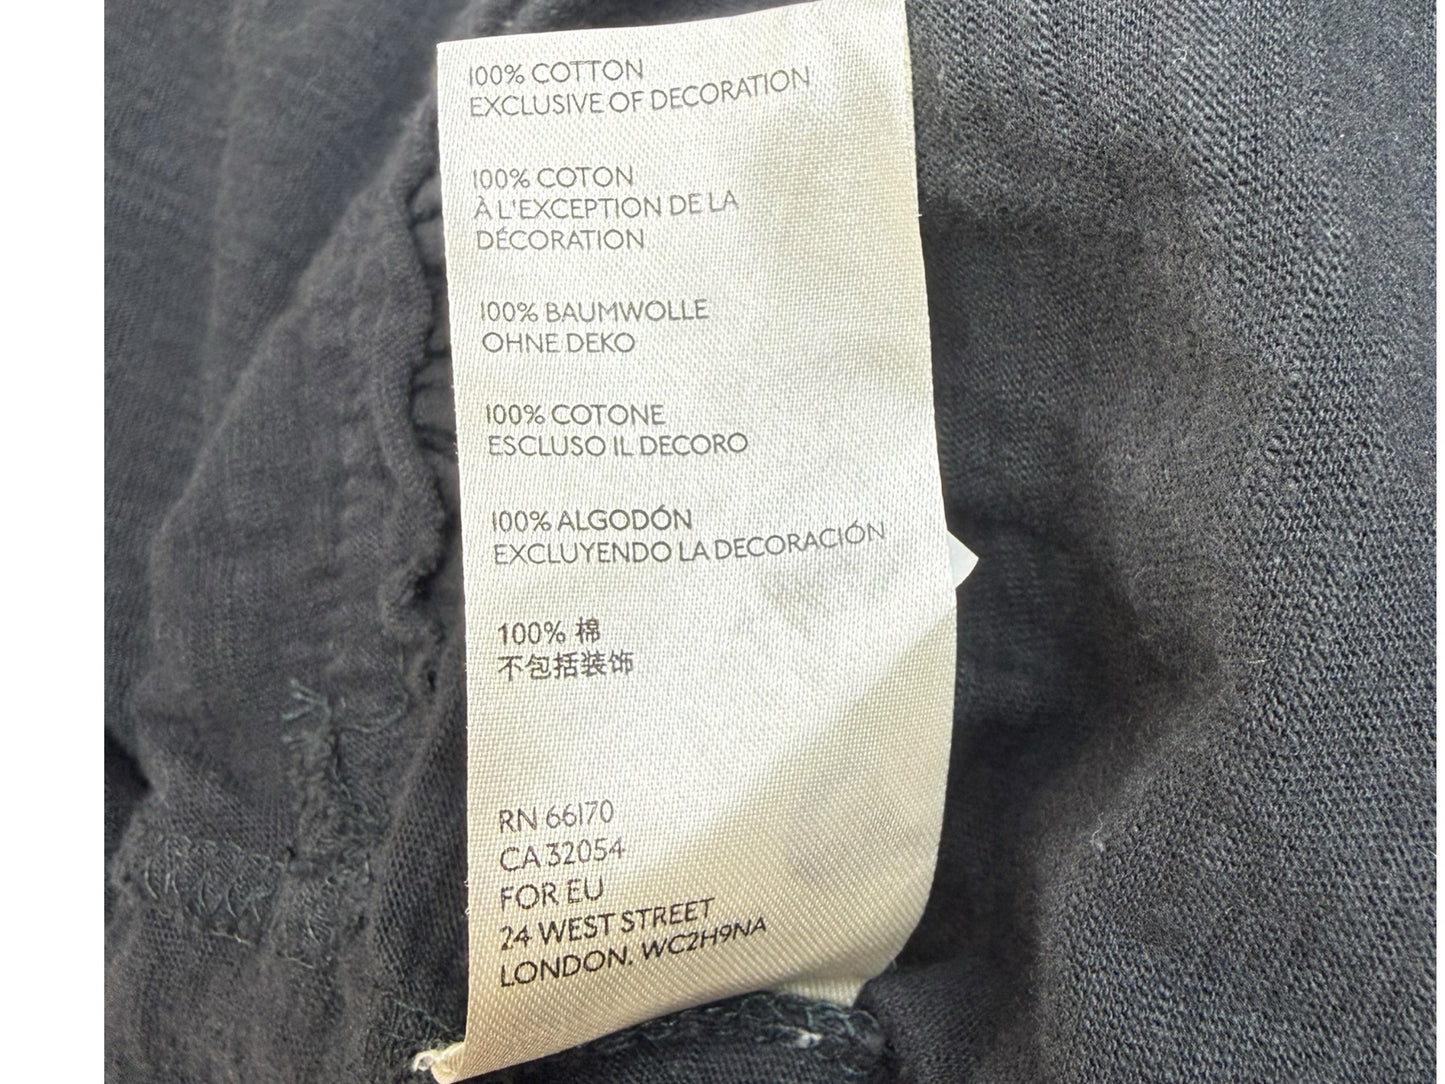 100% COTTON
EXCLUSIVE OF DECORATION
100% COTON
À L'EXCEPTION DE LA
DÉCORATION
100% BAUMWOLLE
OHNE DEKO
100% COTONE
ESCLUSO IL DECORO
100% ALGODÓN
EXCLUYENDO LA DECORACIÓN
100% 棉
不包括装饰
RN 66170
CA 32054
FOR EU
24 WEST STREET
LONDON. WC2H9NA